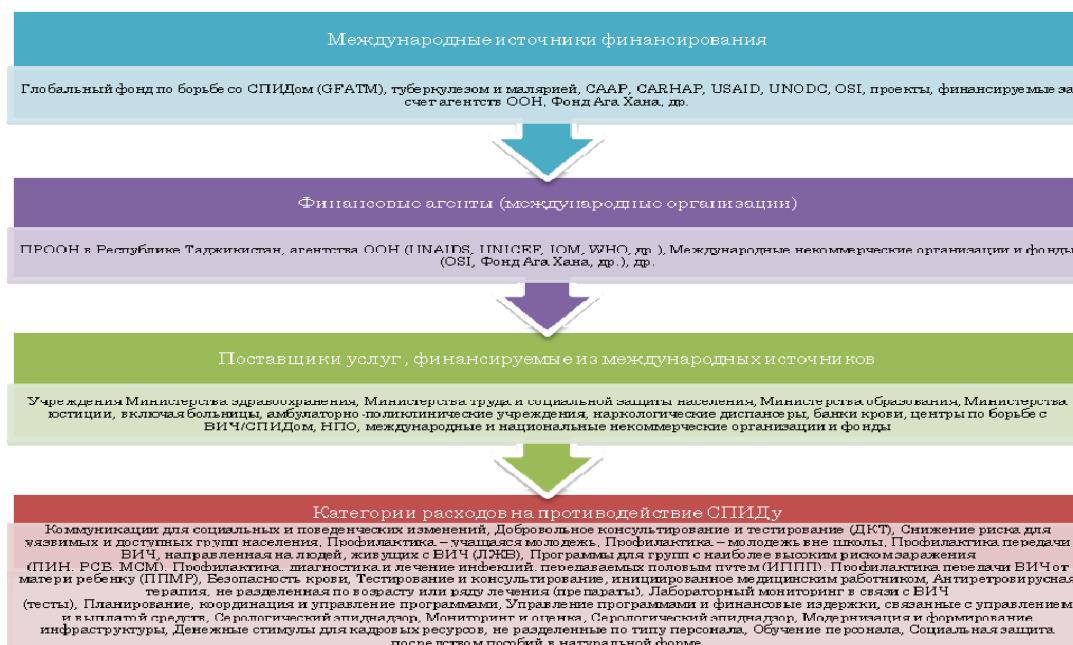 Международные источники финансирования
Глобальный фонд по борьбе со СПИДом (GFATM), туберкулезом и малярией, CAAP, CARHAP, USAID, UNODC, OSI, проекты, финансируемые за
счет агентств ООН, Фонд Ага Хана, др.
Финансовые агенты (международные организации)
ПРООН в Республике Таджикистан, агентства ООН (UNAIDS, UNICEF, IOM, WHO, др.), Международные некоммерческие организации и фонды
(OSI, Фонд Ага Хана, др.), др.
Поставщики услуг, финансируемые из международных источников
Учреждения Министерства здравоохранения, Министерства труда и социальной защиты населения, Министерства образования, Министерства
юстиции, включая больницы, амбулаторно-поликлинические учреждения, наркологические диспансеры, банки крови, центры по борьбе с
ВИЧ/СПИДом, НПО, международные и национальные некоммерческие организации и фонды
Категории расходов на противодействие СПИДу
Коммуникации для социальных и поведенческих изменений, Добровольное консультирование и тестирование (ДКТ), Снижение риска для
уязвимых и доступных групп населения, Профилактика – учащаяся молодежь, Профилактика – молодежь вне школы, Профилактика передачи
ВИЧ, направленная на людей, живущих с ВИЧ (ЛЖВ), Программы для групп с наиболее высоким риском заражения
(ПИН, РСВ, МСМ), Профилактика, диагностика и лечение инфекций, передаваемых половым путем (ИППП), Профилактика передачи ВИЧ от
матери ребенку (ППМР), Безопасность крови, Тестирование и консультирование, инициированное медицинским работником, Антиретровирусная
терапия, не разделенная по возрасту или ряду лечения (препараты), Лабораторный мониторинг в связи с ВИЧ
(тесты), Планирование, координация и управление программами, Управление программами и финансовые издержки, связанные с управлением
и выплатой средств, Серологический эпиднадзор, Мониторинг и оценка, Серологический эпиднадзор, Модернизация и формирование
инфраструктуры, Денежные стимулы для кадровых ресурсов, не разделенные по типу персонала, Обучение персонала, Социальная защита
посредством пособий в натуральной форме